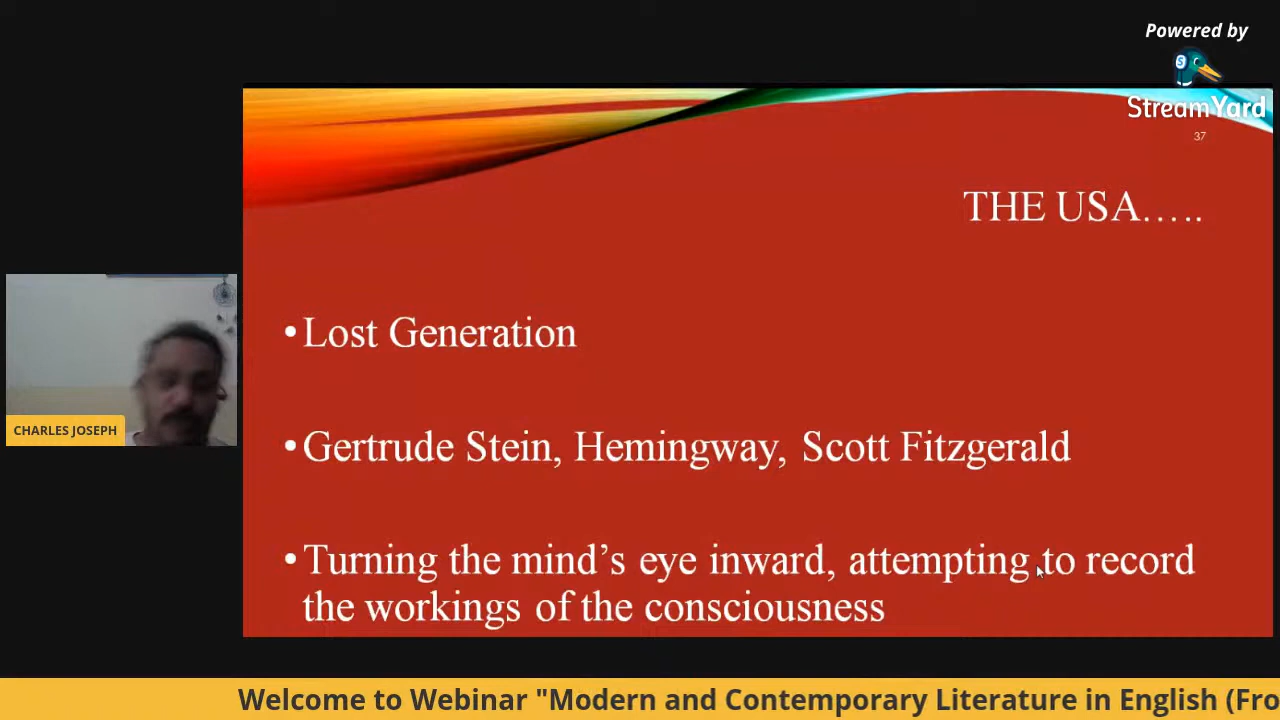 Powered by
StreamYard
37
THE USA…..
•Lost Generation
•Gertrude Stein, Hemingway, Scott Fitzgerald
•Turning the mind’s eye inward, attempting to record
the workings of the consciousness
CHARLES JOSEPH
Welcome to Webinar "Modern and Contemporary Literature in English (Fro